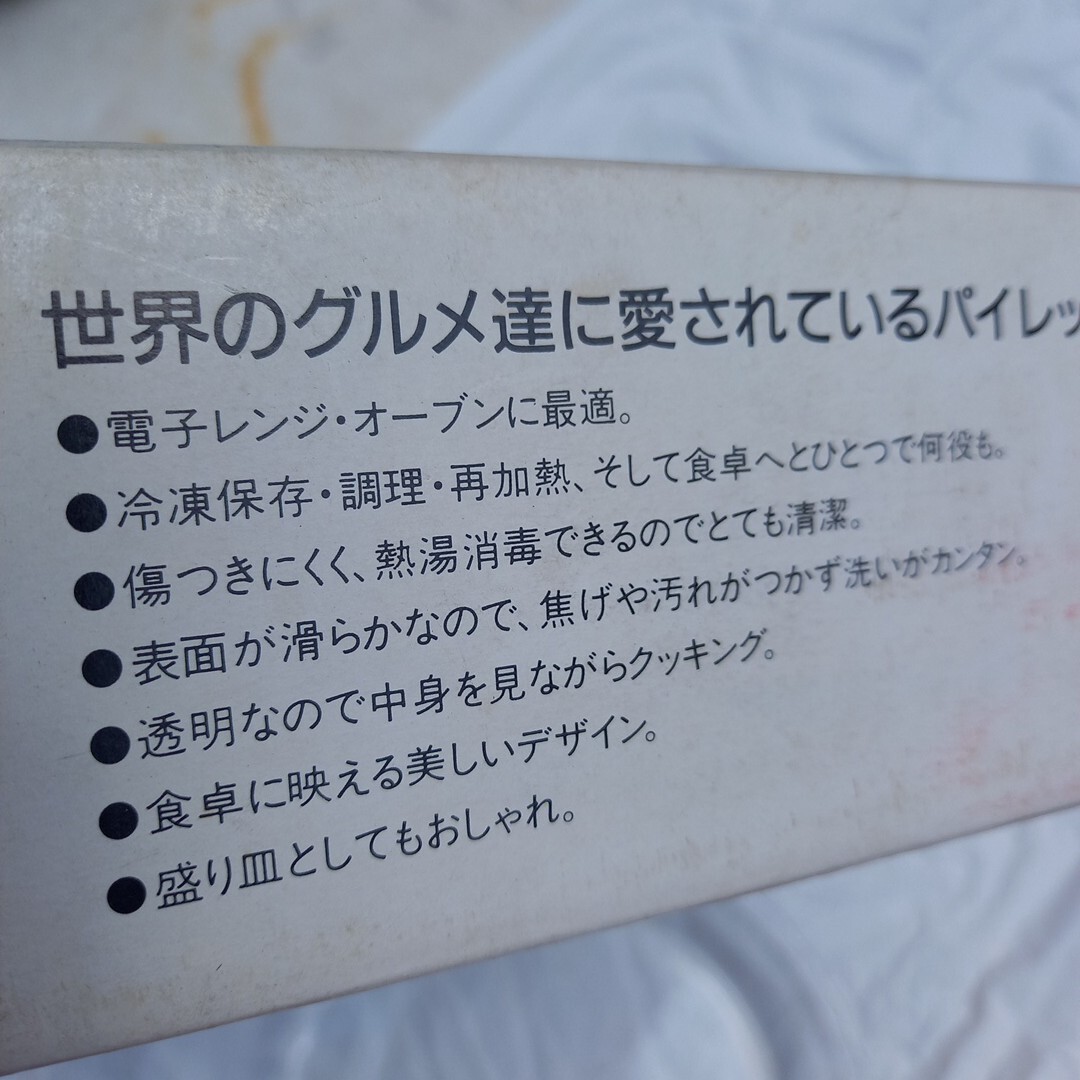 世界のグルメ達に愛されているパイレッ
●電子レンジ・オーブンに最適。
●冷凍保存・調理・再加熱、そして食卓へとひとつで何役も。
●傷つきにくく、熱湯消毒できるのでとても清潔。
●表面が滑らかなので、焦げや汚れがつかず洗いがカンタン。
●透明なので中身を見ながらクッキング。
●食卓に映える美しいデザイン。
●盛り皿としてもおしゃれ。